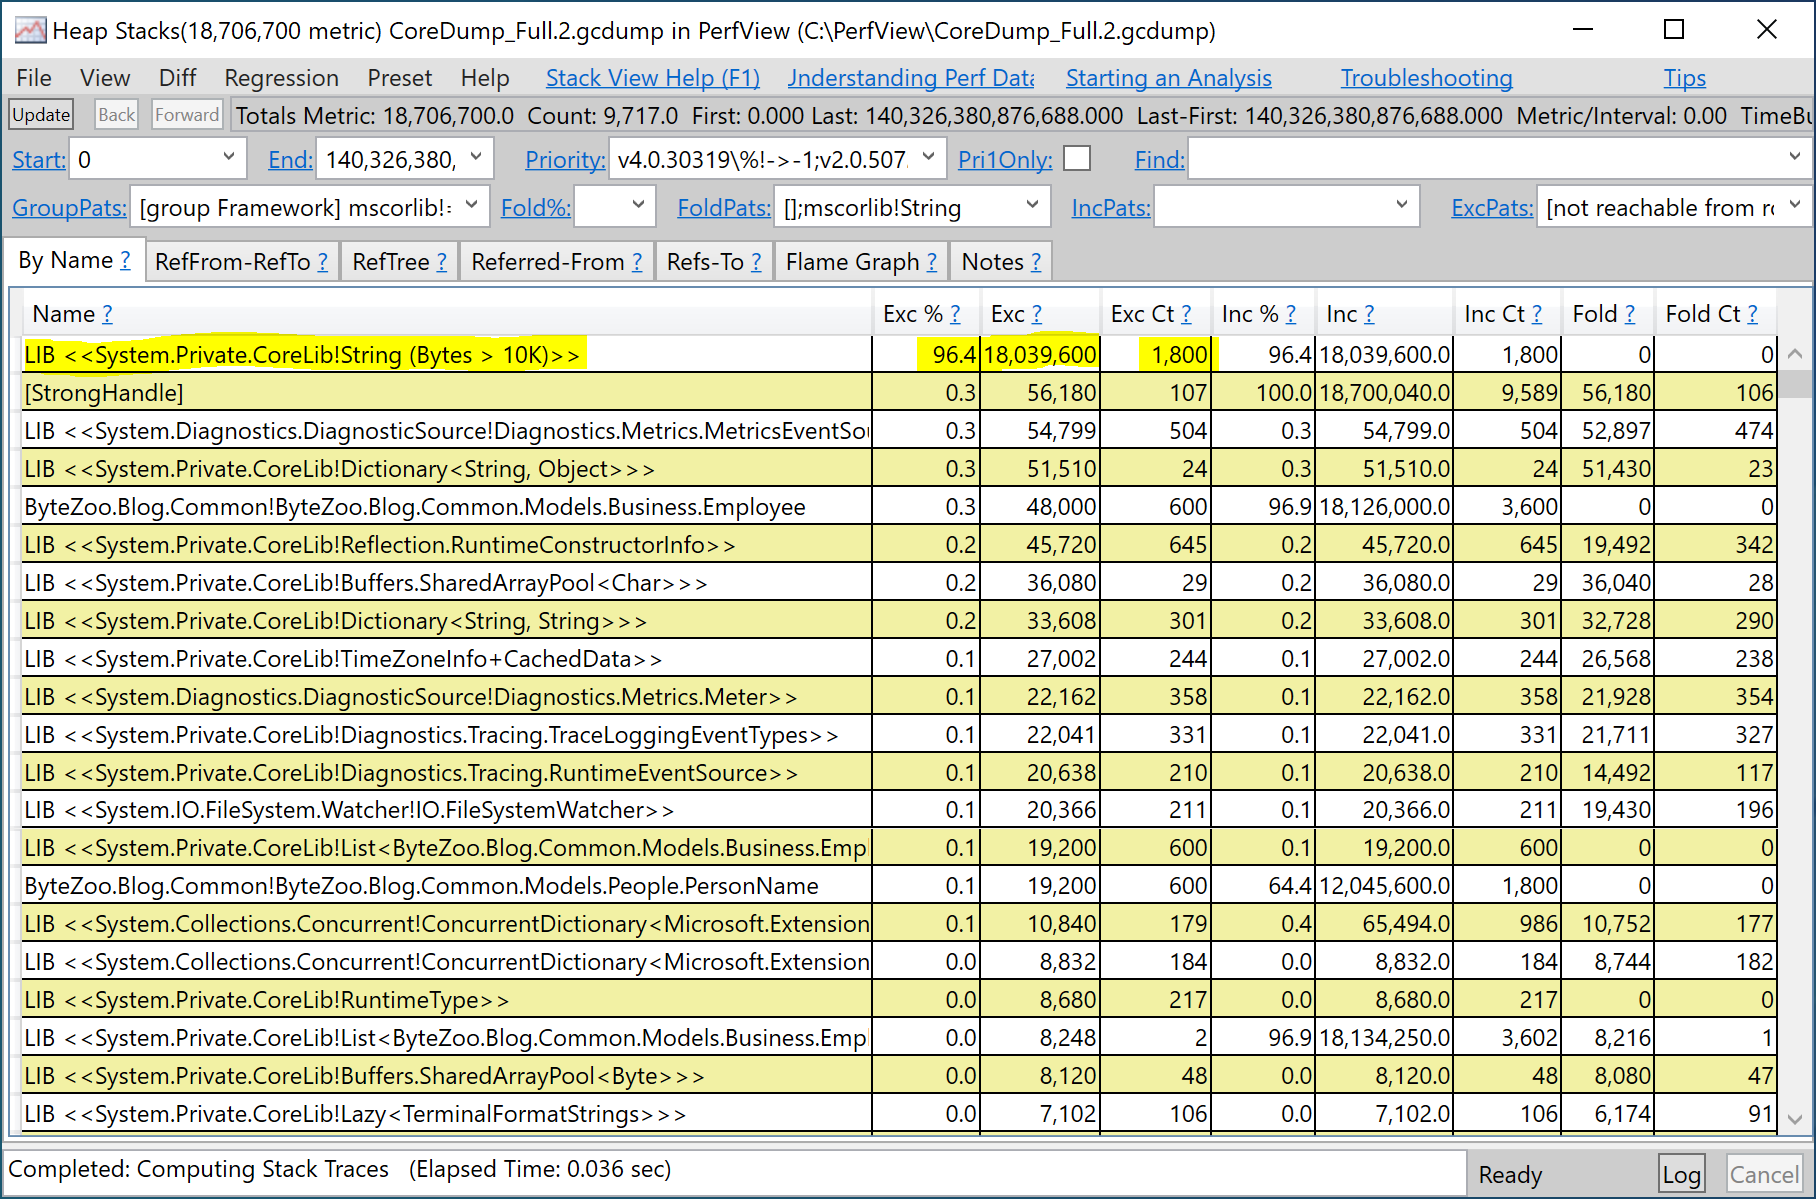 Heap Stacks(18,706,700 metric) CoreDump_Full.2.gcdump in PerfView (C:\PerfView\CoreDump_Full.2.gcdump)
File View Diff Regression Preset Help Stack View Help (F1) Understanding Perf Data Starting an Analysis Troubleshooting Tips
Update Back Forward Totals Metric: 18,706,700.0 Count: 9,717.0 First: 0.000 Last: 140,326,380,876,688.000 Last-First: 140,326,380,876,688.000 Metric/Interval: 0.00 TimeBu
Start: 0 End: 140,326,380, Priority: v4.0.30319\%!->-1;v2.0.507 Pri1Only: Find:
GroupPats: [group Framework] mscorlib!: Fold%: FoldPats: [];mscorlib!String IncPats: ExcPats: [not reachable from ro
By Name ? RefFrom-RefTo ? RefTree ? Referred-From ? Refs-To ? Flame Graph ? Notes ?
Name ? Exc % ? Exc ? Exc Ct ? Inc % ? Inc ? Inc Ct ? Fold ? Fold Ct ?
LIB <<System.Private.CoreLib!String (Bytes > 10K)>> 96.4 18,039,600 1,800 96.4 18,039,600.0 1,800 0 0
[StrongHandle] 0.3 56,180 107 100.0 18,700,040.0 9,589 56,180 106
LIB <<System.Diagnostics.DiagnosticSource!Diagnostics.Metrics.MetricsEventSou 0.3 54,799 504 0.3 54,799.0 504 52,897 474
LIB <<System.Private.CoreLib!Dictionary<String, Object>>> 0.3 51,510 24 0.3 51,510.0 24 51,430 23
ByteZoo.Blog.Common!ByteZoo.Blog.Common.Models.Business.Employee 0.3 48,000 600 96.9 18,126,000.0 3,600 0 0
LIB <<System.Private.CoreLib!Reflection.RuntimeConstructorInfo>> 0.2 45,720 645 0.2 45,720.0 645 19,492 342
LIB <<System.Private.CoreLib!Buffers.SharedArrayPool<Char>>> 0.2 36,080 29 0.2 36,080.0 29 36,040 28
LIB <<System.Private.CoreLib!Dictionary<String, String>>> 0.2 33,608 301 0.2 33,608.0 301 32,728 290
LIB <<System.Private.CoreLib!TimeZoneInfo+CachedData>> 0.1 27,002 244 0.1 27,002.0 244 26,568 238
LIB <<System.Diagnostics.DiagnosticSource!Diagnostics.Metrics.Meter>> 0.1 22,162 358 0.1 22,162.0 358 21,928 354
LIB <<System.Private.CoreLib!Diagnostics.Tracing.TraceLoggingEventTypes>> 0.1 22,041 331 0.1 22,041.0 331 21,711 327
LIB <<System.Private.CoreLib!Diagnostics.Tracing.RuntimeEventSource>> 0.1 20,638 210 0.1 20,638.0 210 14,492 117
LIB <<System.IO.FileSystem.Watcher!IO.FileSystemWatcher>> 0.1 20,366 211 0.1 20,366.0 211 19,430 196
LIB <<System.Private.CoreLib!List<ByteZoo.Blog.Common.Models.Business.Empl 0.1 19,200 600 0.1 19,200.0 600 0 0
ByteZoo.Blog.Common!ByteZoo.Blog.Common.Models.People.PersonName 0.1 19,200 600 64.4 12,045,600.0 1,800 0 0
LIB <<System.Collections.Concurrent!ConcurrentDictionary<Microsoft.Extension 0.1 10,840 179 0.4 65,494.0 986 10,752 177
LIB <<System.Collections.Concurrent!ConcurrentDictionary<Microsoft.Extension 0.0 8,832 184 0.0 8,832.0 184 8,744 182
LIB <<System.Private.CoreLib!RuntimeType>> 0.0 8,680 217 0.0 8,680.0 217 0 0
LIB <<System.Private.CoreLib!List<ByteZoo.Blog.Common.Models.Business.Empl 0.0 8,248 2 96.9 18,134,250.0 3,602 8,216 1
LIB <<System.Private.CoreLib!Buffers.SharedArrayPool<Byte>>> 0.0 8,120 48 0.0 8,120.0 48 8,080 47
LIB <<System.Private.CoreLib!Lazy<TerminalFormatStrings>>> 0.0 7,102 106 0.0 7,102.0 106 6,174 91
Completed: Computing Stack Traces (Elapsed Time: 0.036 sec) Ready Log Cancel